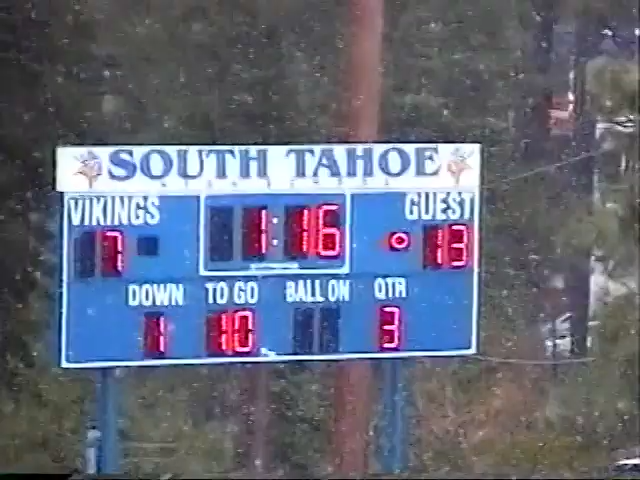 SOUTH TAHOE
VIKINGS 1:16 GUEST
7 13
DOWN TO GO BALL ON QTR
1 10 3